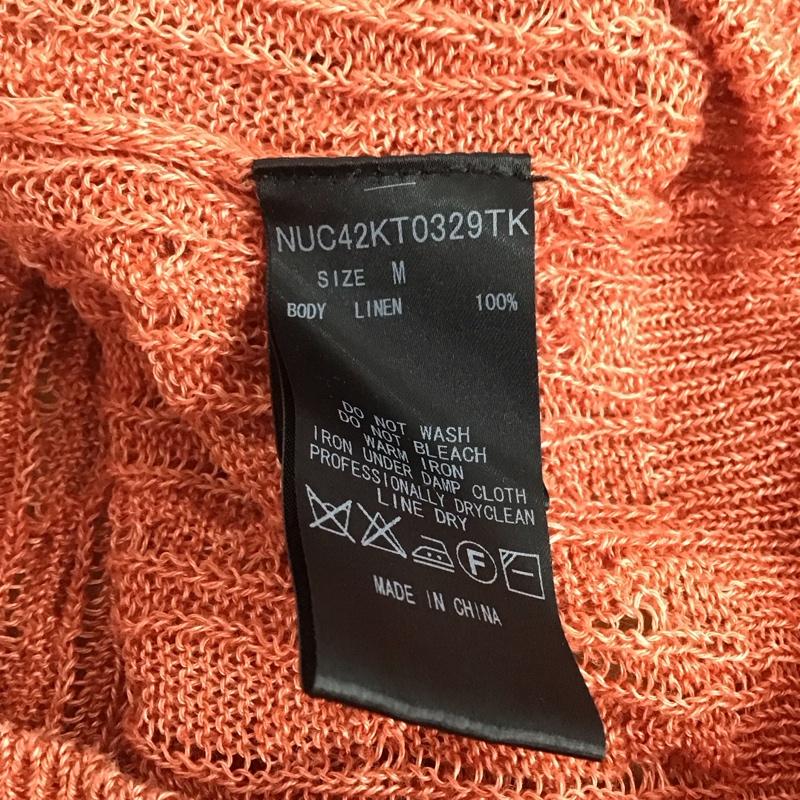 NUC42KT0329TK
SIZE M
BODY LINEN 100%
DO NOT WASH
DO NOT BLEACH
WARM IRON
IRON UNDER DAMP CLOTH
PROFESSIONALLY DRYCLEAN
LINE DRY
F
MADE IN CHINA